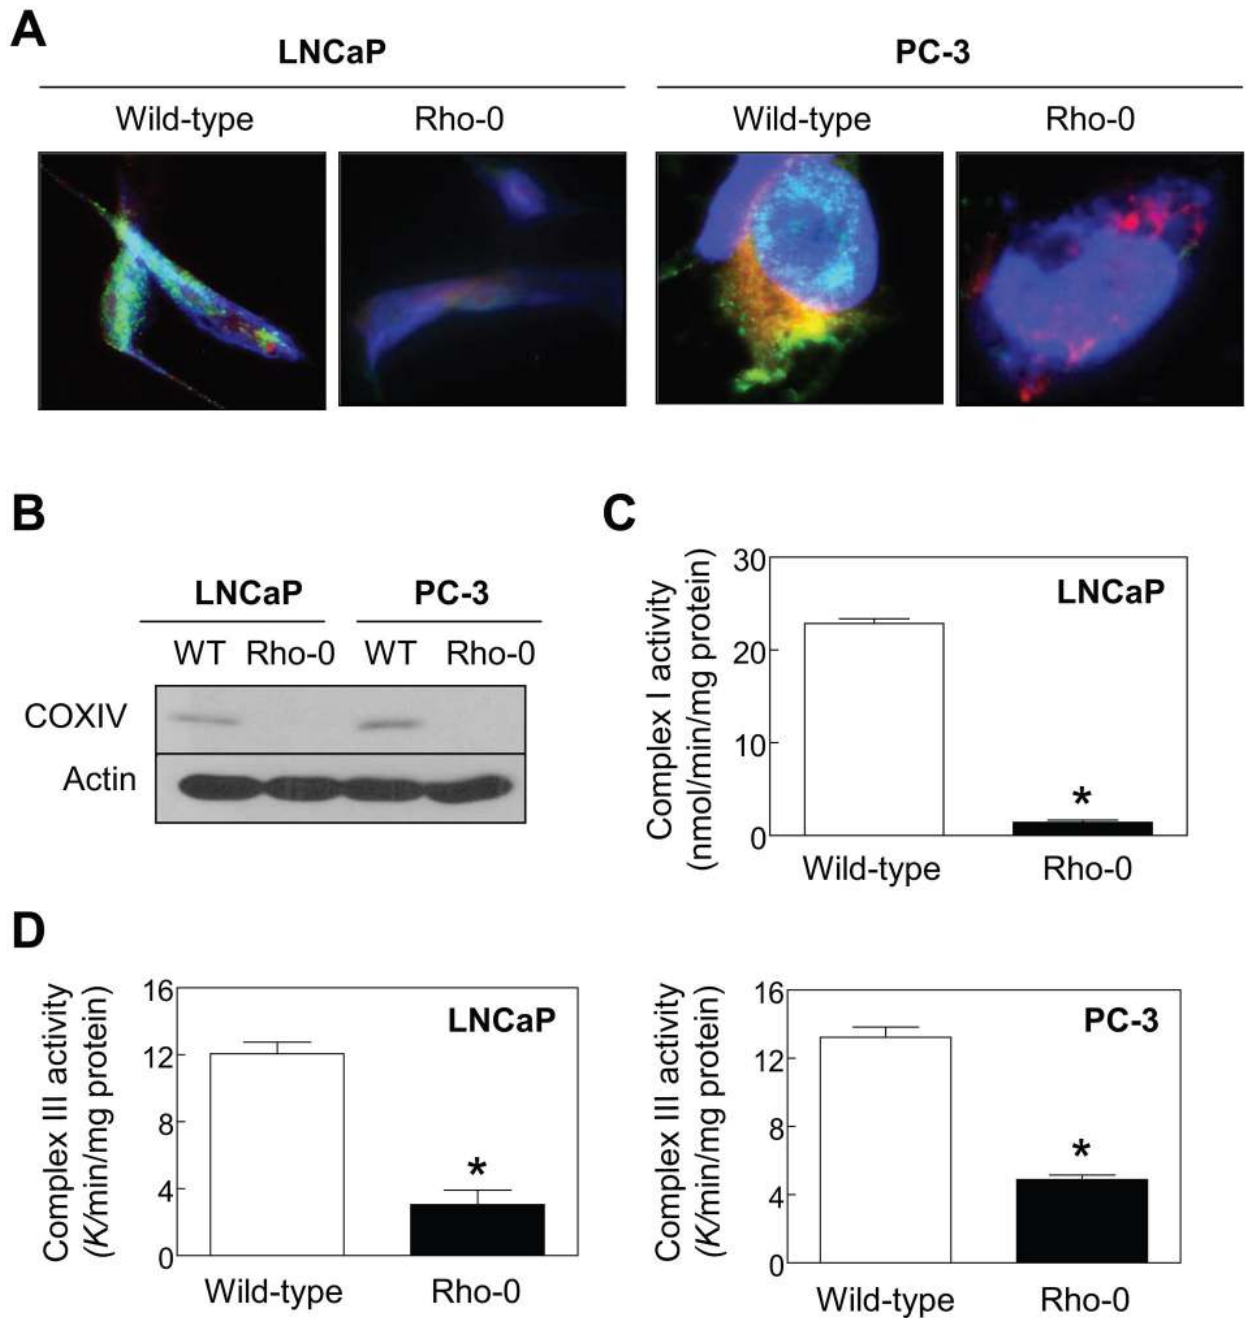 A
LNCaP
PC-3
Wild-type
Rho-0
Wild-type
Rho-0
B
LNCaP
PC-3
WT
Rho-0
WT
Rho-0
COXIV
Actin
C
Complex I activity
(nmol/min/mg protein)
30
20
10
0
LNCaP
*
Wild-type
Rho-0
D
Complex III activity
(K/min/mg protein)
16
12
8
4
0
LNCaP
*
Wild-type
Rho-0
Complex III activity
(K/min/mg protein)
16
12
8
4
0
PC-3
*
Wild-type
Rho-0